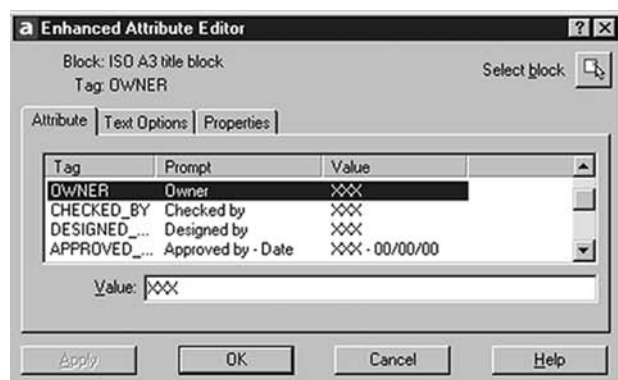 a Enhanced Attribute Editor ? X
Block: ISO A3 title block
Tag: OWNER
Select block
Attribute Text Options Properties
Tag Prompt Value
OWNER Owner XXX
CHECKED_BY Checked by XXX
DESIGNED_... Designed by XXX
APPROVED_... Approved by - Date XXX - 00/00/00
Value: XXX
Apply OK Cancel Help